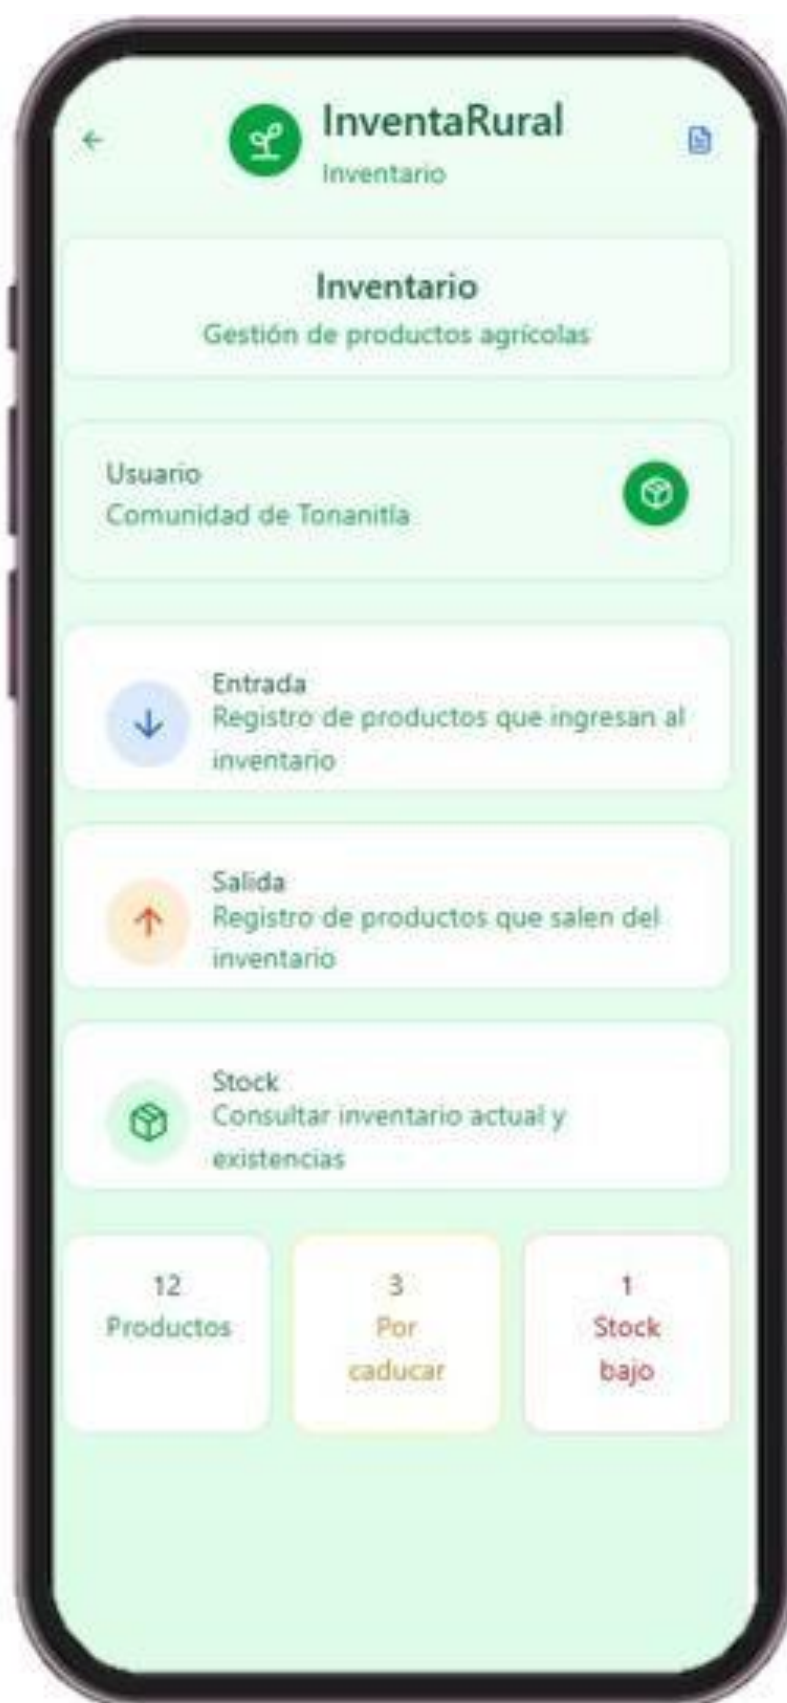 InventaRural
Inventario
Inventario
Gestión de productos agrícolas
Usuario
Comunidad de Tonanitla
Entrada
Registro de productos que ingresan al
inventario
Salida
Registro de productos que salen del
inventario
Stock
Consultar inventario actual y
existencias
12
Productos
3
Por
caducar
1
Stock
bajo